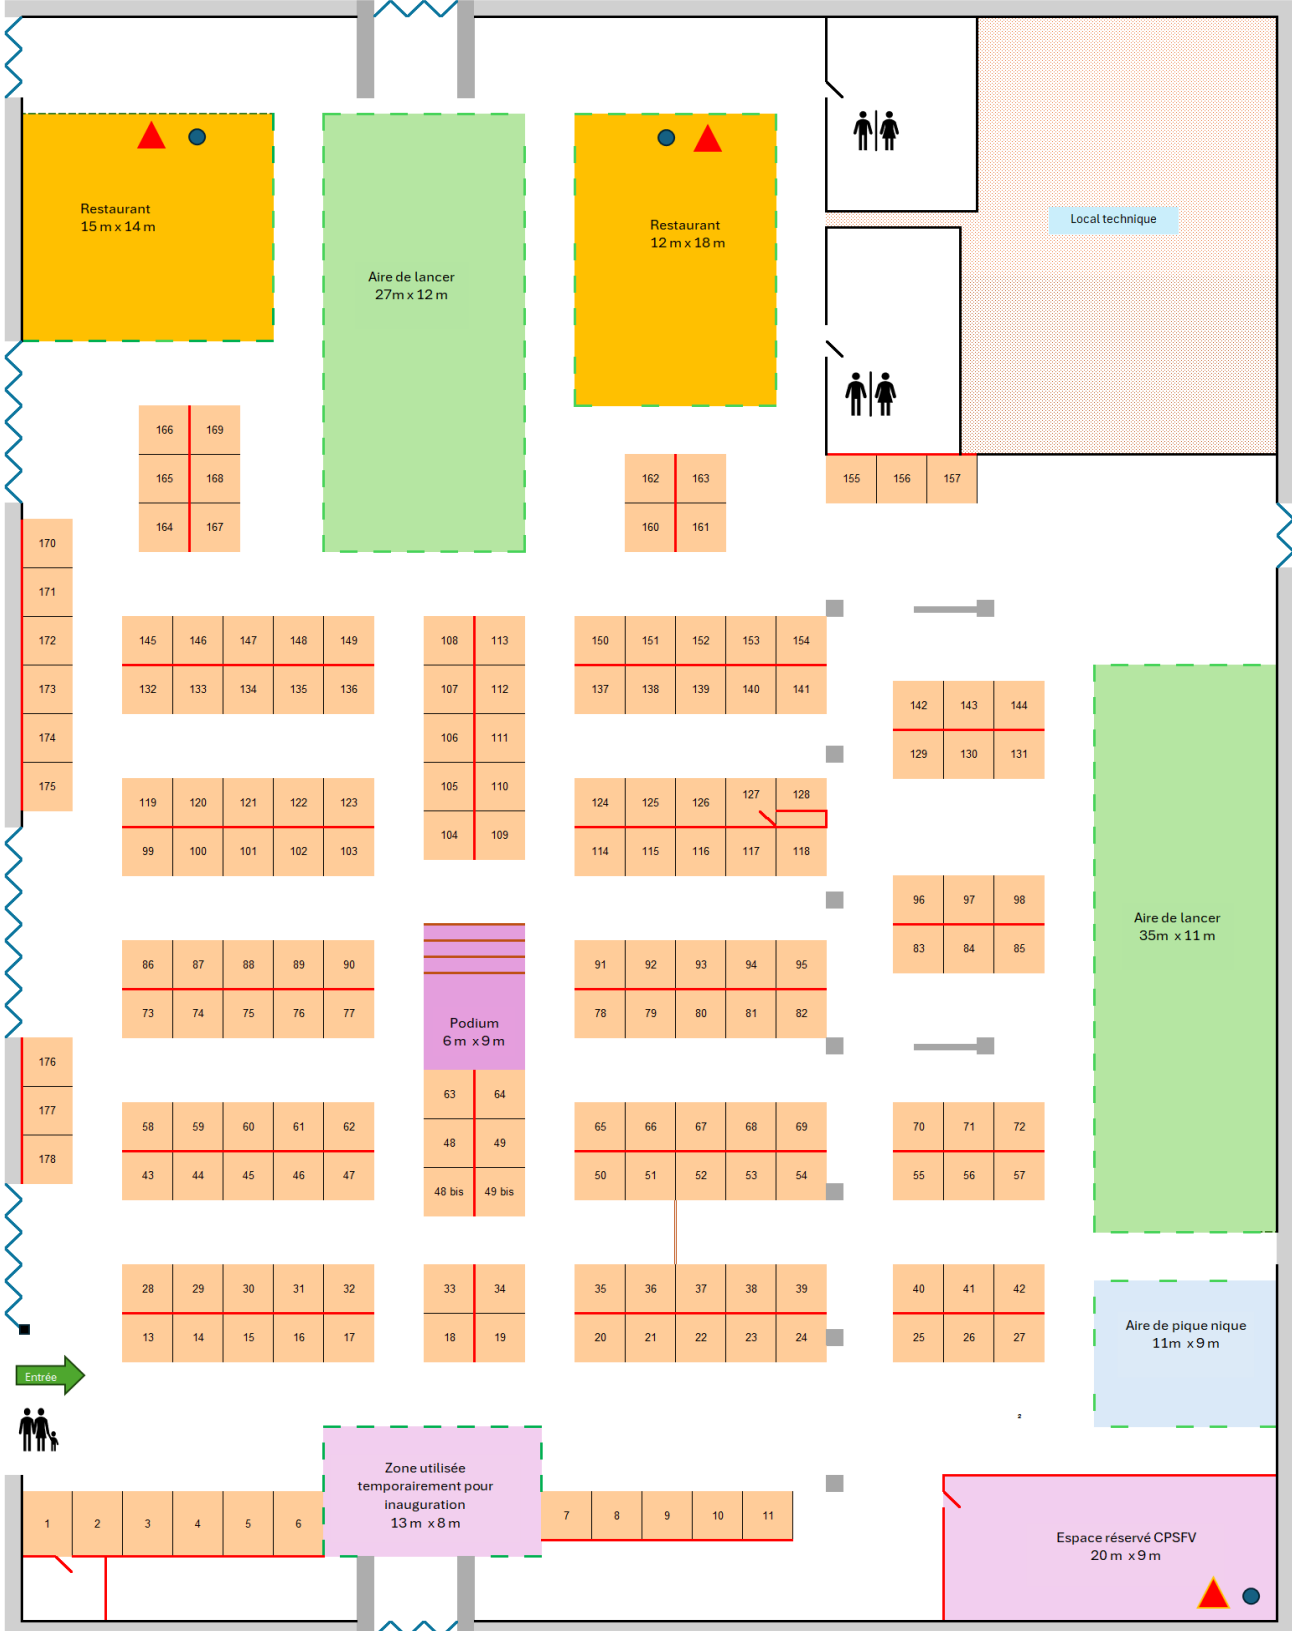 Restaurant
15 m x 14 m
Aire de lancer
27m x 12 m
Restaurant
12 m x 18 m
Local technique
166 169
165 168
164 167
162 163
160 161
155 156 157
170
171
172
173
174
175
145 146 147 148 149
132 133 134 135 136
108 113
107 112
106 111
105 110
104 109
150 151 152 153 154
137 138 139 140 141
142 143 144
129 130 131
119 120 121 122 123
99 100 101 102 103
124 125 126 127 128
114 115 116 117 118
96 97 98
83 84 85
Aire de lancer
35m x 11 m
86 87 88 89 90
73 74 75 76 77
Podium
6 m x 9 m
91 92 93 94 95
78 79 80 81 82
176
177
178
58 59 60 61 62
43 44 45 46 47
63 64
48 49
48 bis 49 bis
65 66 67 68 69
50 51 52 53 54
70 71 72
55 56 57
28 29 30 31 32
13 14 15 16 17
33 34
18 19
35 36 37 38 39
20 21 22 23 24
40 41 42
25 26 27
Aire de pique nique
11m x 9 m
Entrée
2
Zone utilisée
temporairement pour
inauguration
13 m x 8 m
1 2 3 4 5 6
7 8 9 10 11
Espace réservé CPSFV
20 m x 9 m